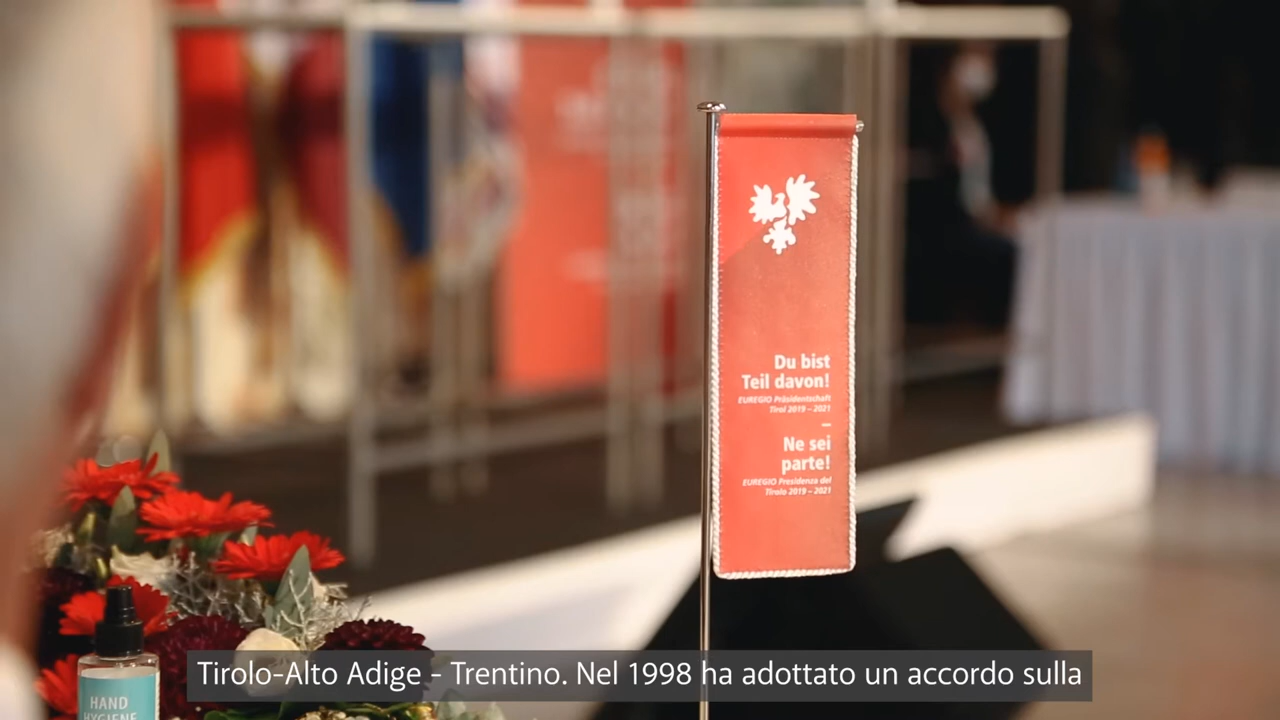 Du bist
Teil davon!
EUREGIO Präsidentschaft
Tirol 2019 – 2021
—
Ne sei
parte!
EUREGIO Presidenza del
Tirolo 2019 – 2021
HAND
HYGIENE
Tirolo-Alto Adige - Trentino. Nel 1998 ha adottato un accordo sulla